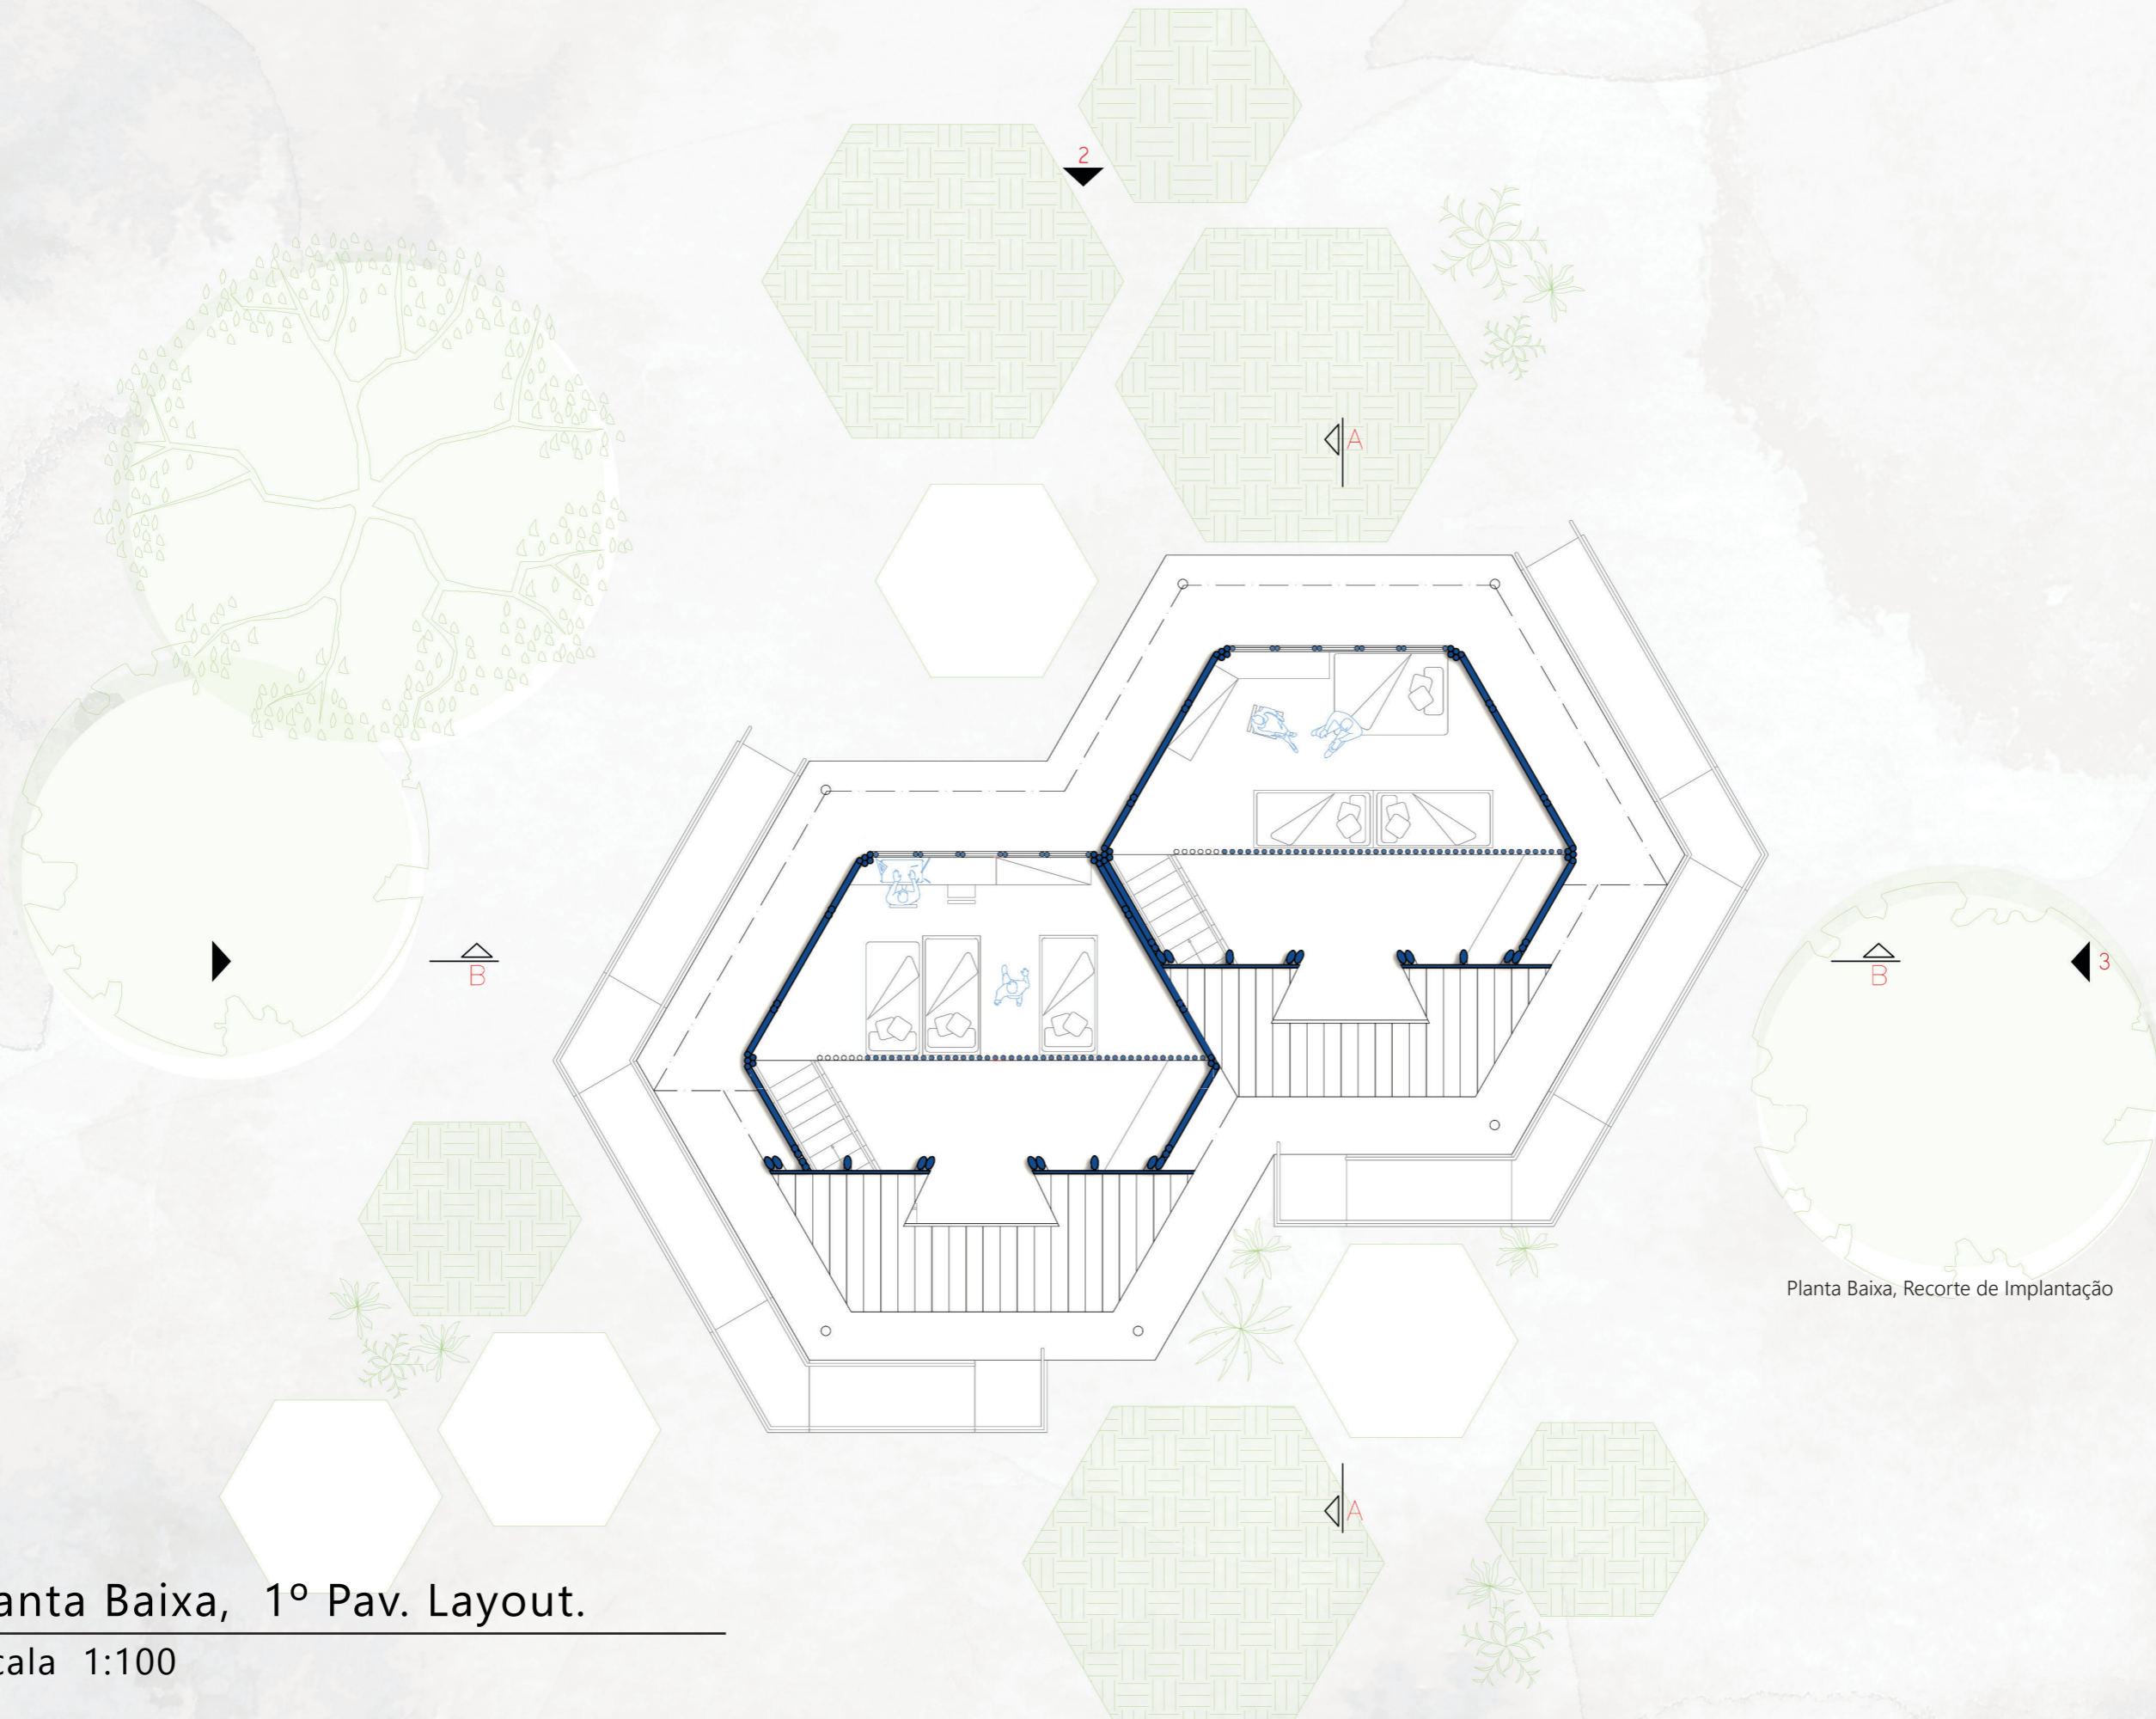 2
A
B
B
3
Planta Baixa, Recorte de Implantação
A
anta Baixa, 1º Pav. Layout.
cala 1:100